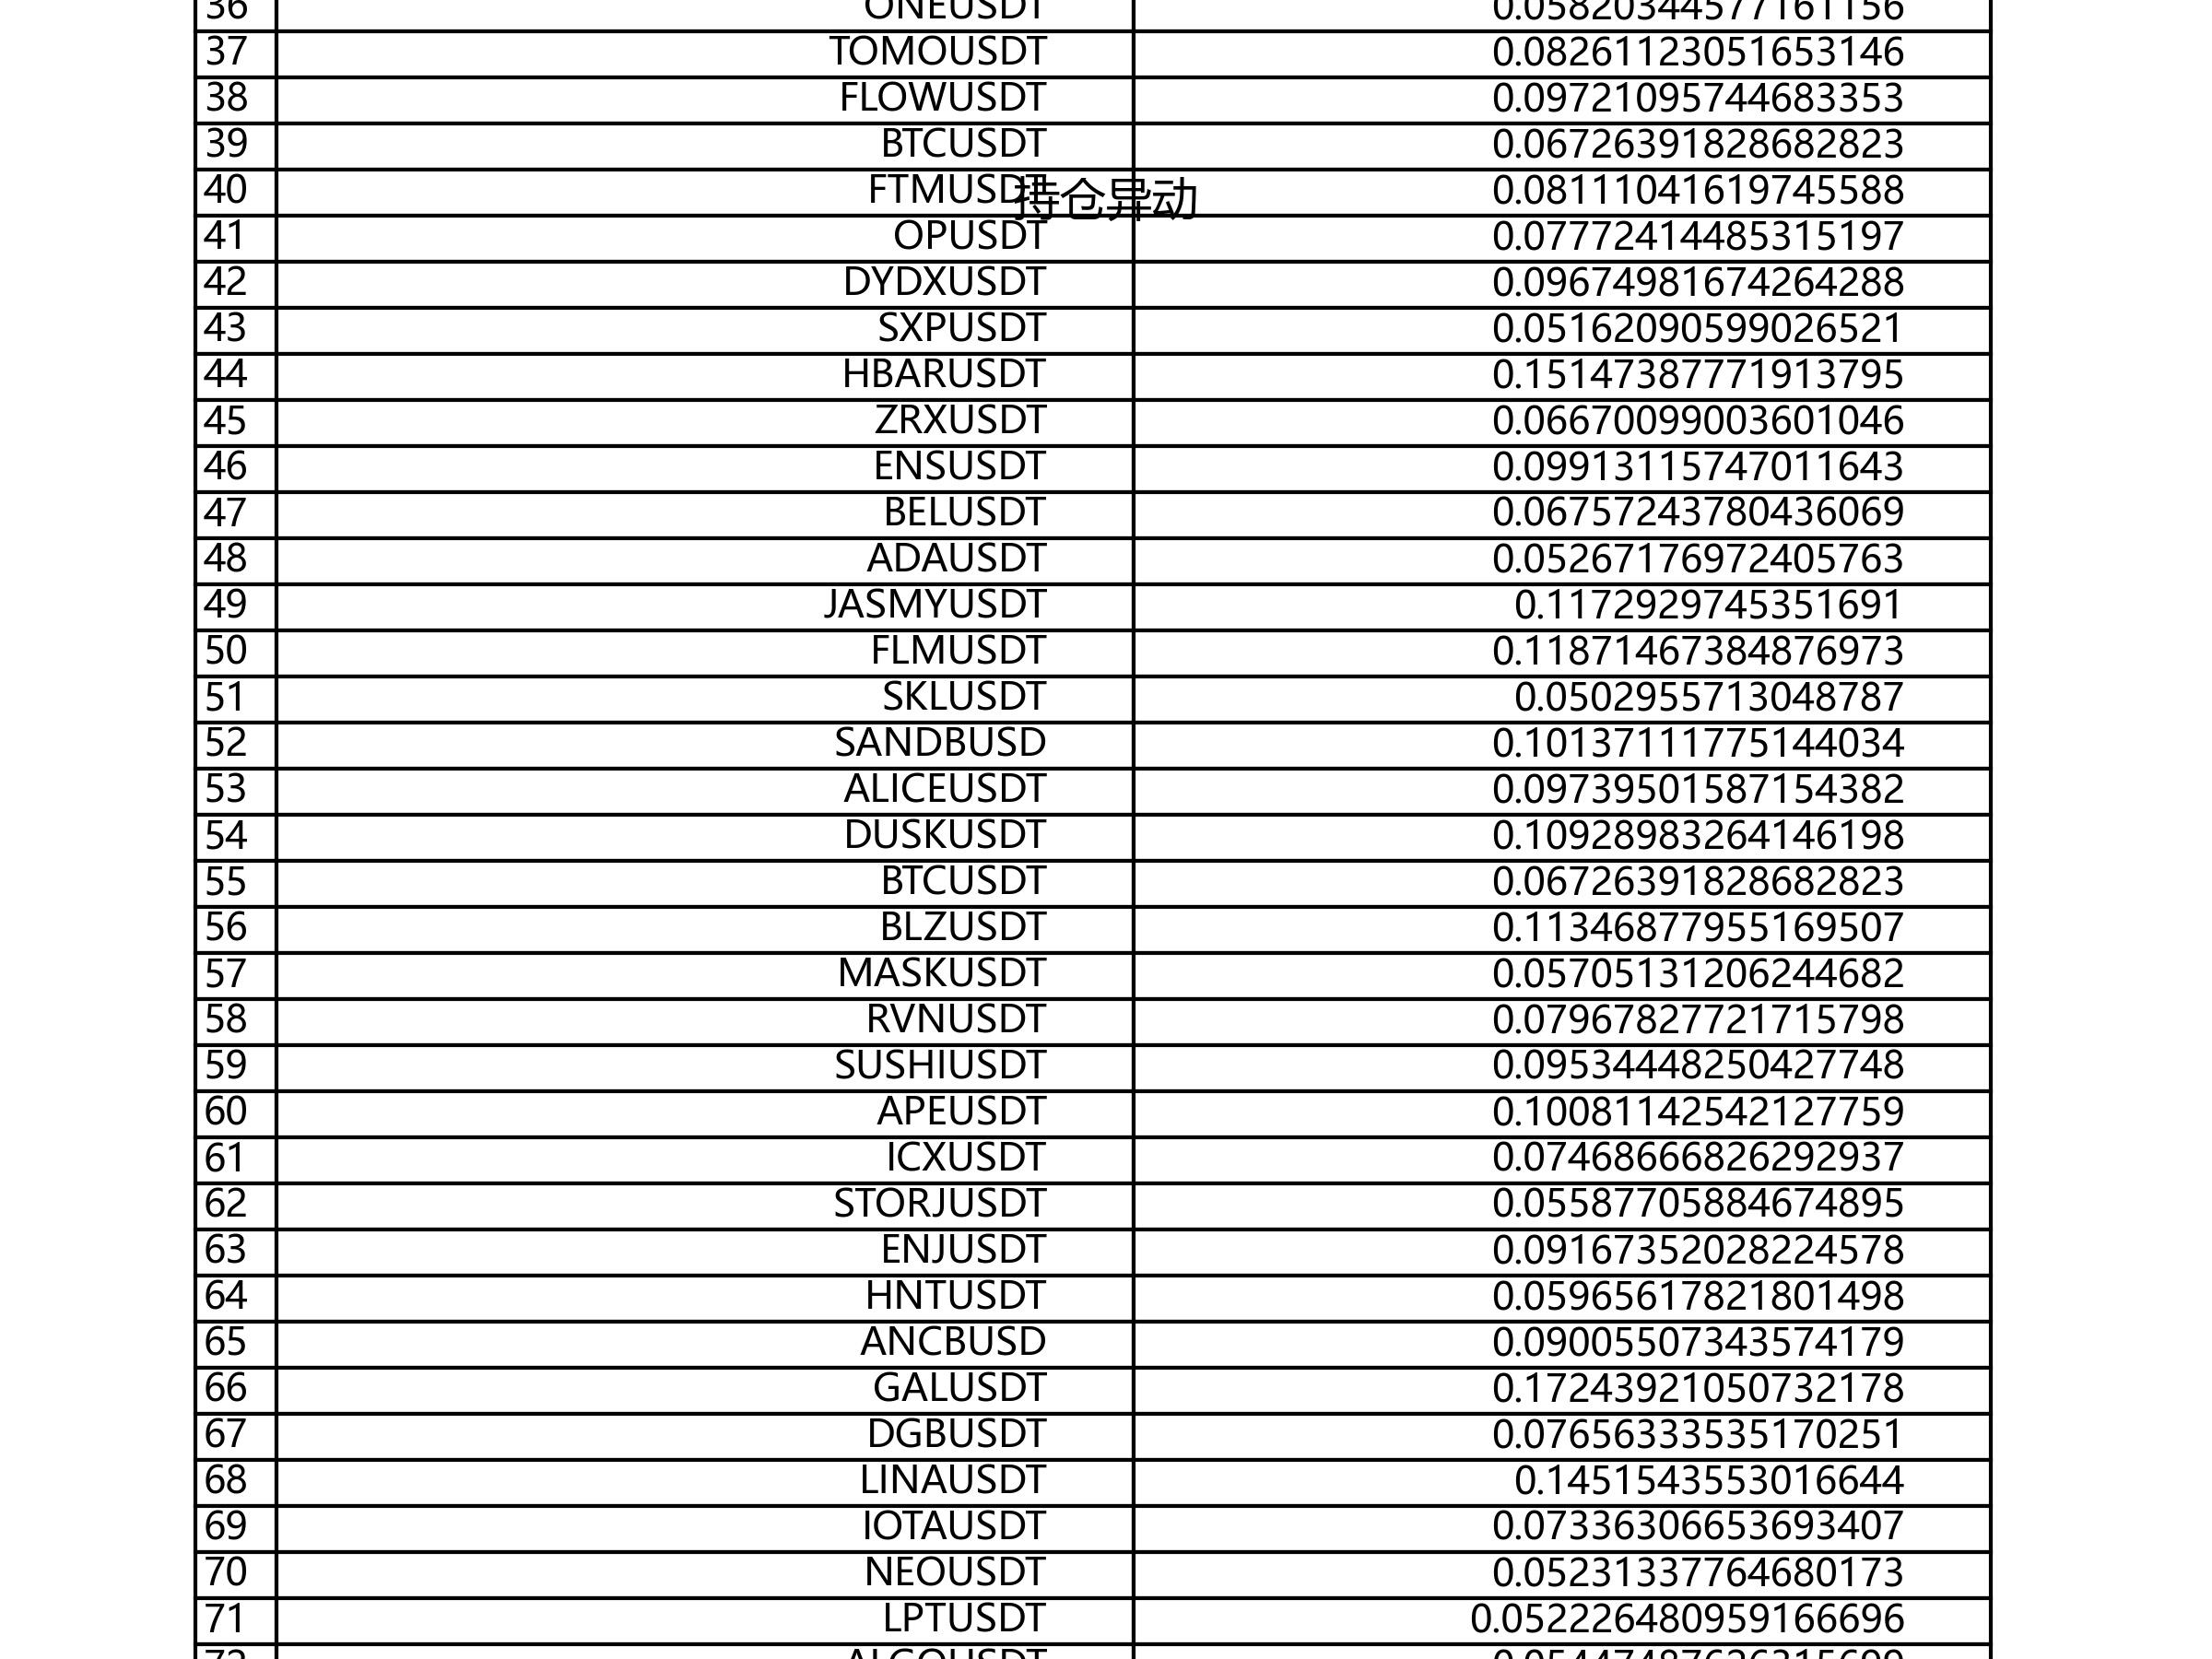 36 ONEUSDT 0.05820344577161156
37 TOMOUSDT 0.08261123051653146
38 FLOWUSDT 0.09721095744683353
39 BTCUSDT 0.06726391828682823
40 FTMUSDT 0.08111041619745588
持仓异动
41 OPUSDT 0.07772414485315197
42 DYDXUSDT 0.09674981674264288
43 SXPUSDT 0.05162090599026521
44 HBARUSDT 0.15147387771913795
45 ZRXUSDT 0.06670099003601046
46 ENSUSDT 0.09913115747011643
47 BELUSDT 0.06757243780436069
48 ADAUSDT 0.05267176972405763
49 JASMYUSDT 0.1172929745351691
50 FLMUSDT 0.11871467384876973
51 SKLUSDT 0.0502955713048787
52 SANDBUSD 0.10137111775144034
53 ALICEUSDT 0.09739501587154382
54 DUSKUSDT 0.10928983264146198
55 BTCUSDT 0.06726391828682823
56 BLZUSDT 0.11346877955169507
57 MASKUSDT 0.05705131206244682
58 RVNUSDT 0.07967827721715798
59 SUSHIUSDT 0.09534448250427748
60 APEUSDT 0.10081142542127759
61 ICXUSDT 0.07468666826292937
62 STORJUSDT 0.05587705884674895
63 ENJUSDT 0.09167352028224578
64 HNTUSDT 0.05965617821801498
65 ANCBUSD 0.09005507343574179
66 GALUSDT 0.17243921050732178
67 DGBUSDT 0.07656333535170251
68 LINAUSDT 0.1451543553016644
69 IOTAUSDT 0.07336306653693407
70 NEOUSDT 0.05231337764680173
71 LPTUSDT 0.052226480959166696